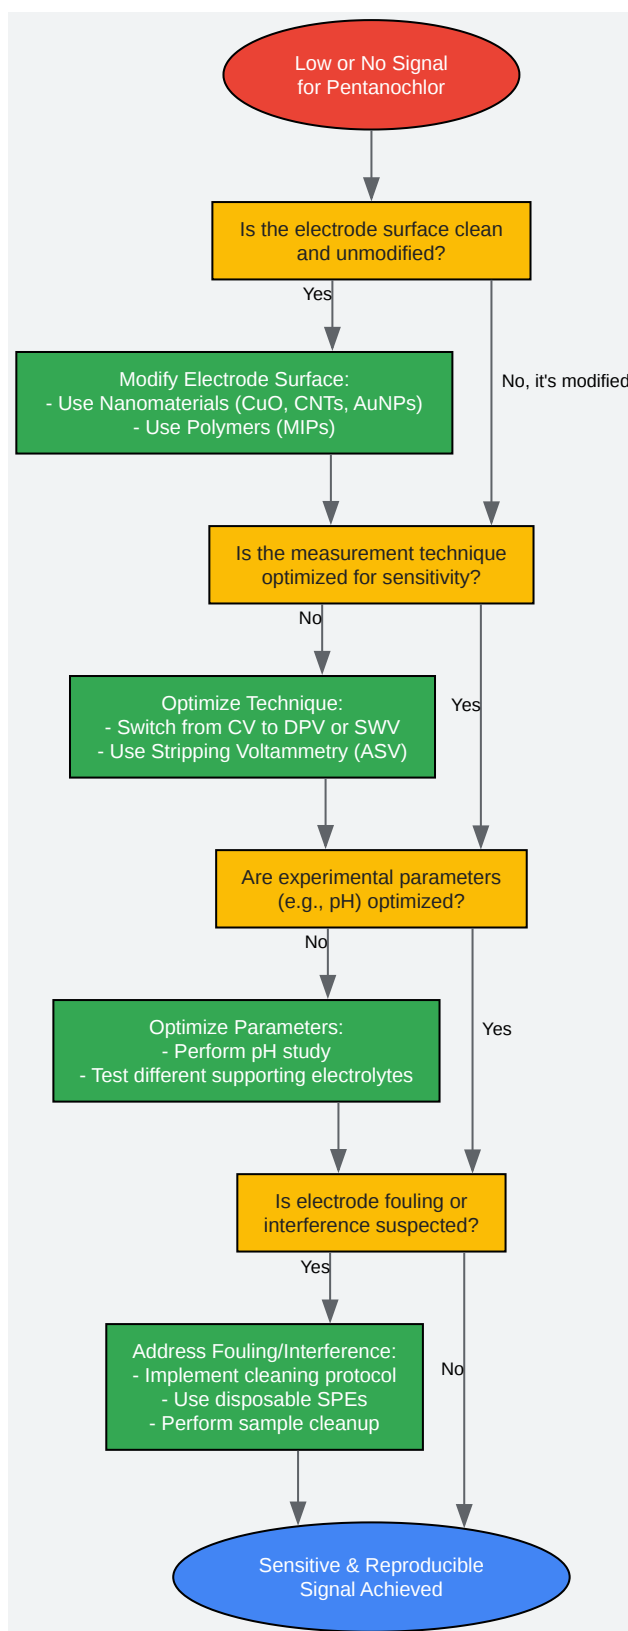 Low or No Signal
for Pentanochlor
Is the electrode surface clean
and unmodified?
Yes
No, it's modified
Modify Electrode Surface:
- Use Nanomaterials (CuO, CNTs, AuNPs)
- Use Polymers (MIPs)
Is the measurement technique
optimized for sensitivity?
No
Yes
Optimize Technique:
- Switch from CV to DPV or SWV
- Use Stripping Voltammetry (ASV)
Are experimental parameters
(e.g., pH) optimized?
No
Yes
Optimize Parameters:
- Perform pH study
- Test different supporting electrolytes
Is electrode fouling or
interference suspected?
Yes
No
Address Fouling/Interference:
- Implement cleaning protocol
- Use disposable SPEs
- Perform sample cleanup
Sensitive & Reproducible
Signal Achieved